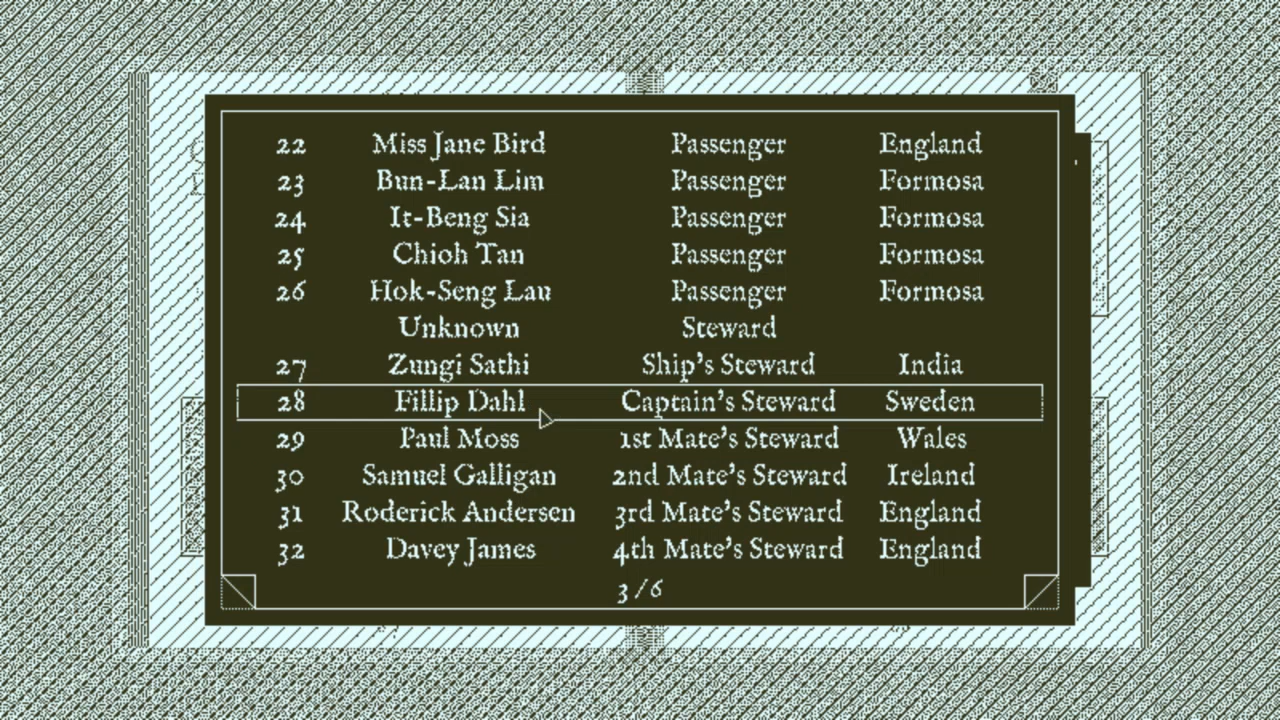 22 Miss Jane Bird Passenger England
23 Bun-Lan Lim Passenger Formosa
24 It-Beng Sia Passenger Formosa
25 Chioh Tan Passenger Formosa
26 Hok-Seng Lau Passenger Formosa
Unknown Steward
27 Zungi Sathi Ship's Steward India
28 Fillip Dahl Captain's Steward Sweden
29 Paul Moss 1st Mate's Steward Wales
30 Samuel Galligan 2nd Mate's Steward Ireland
31 Roderick Andersen 3rd Mate's Steward England
32 Davey James 4th Mate's Steward England
3/6